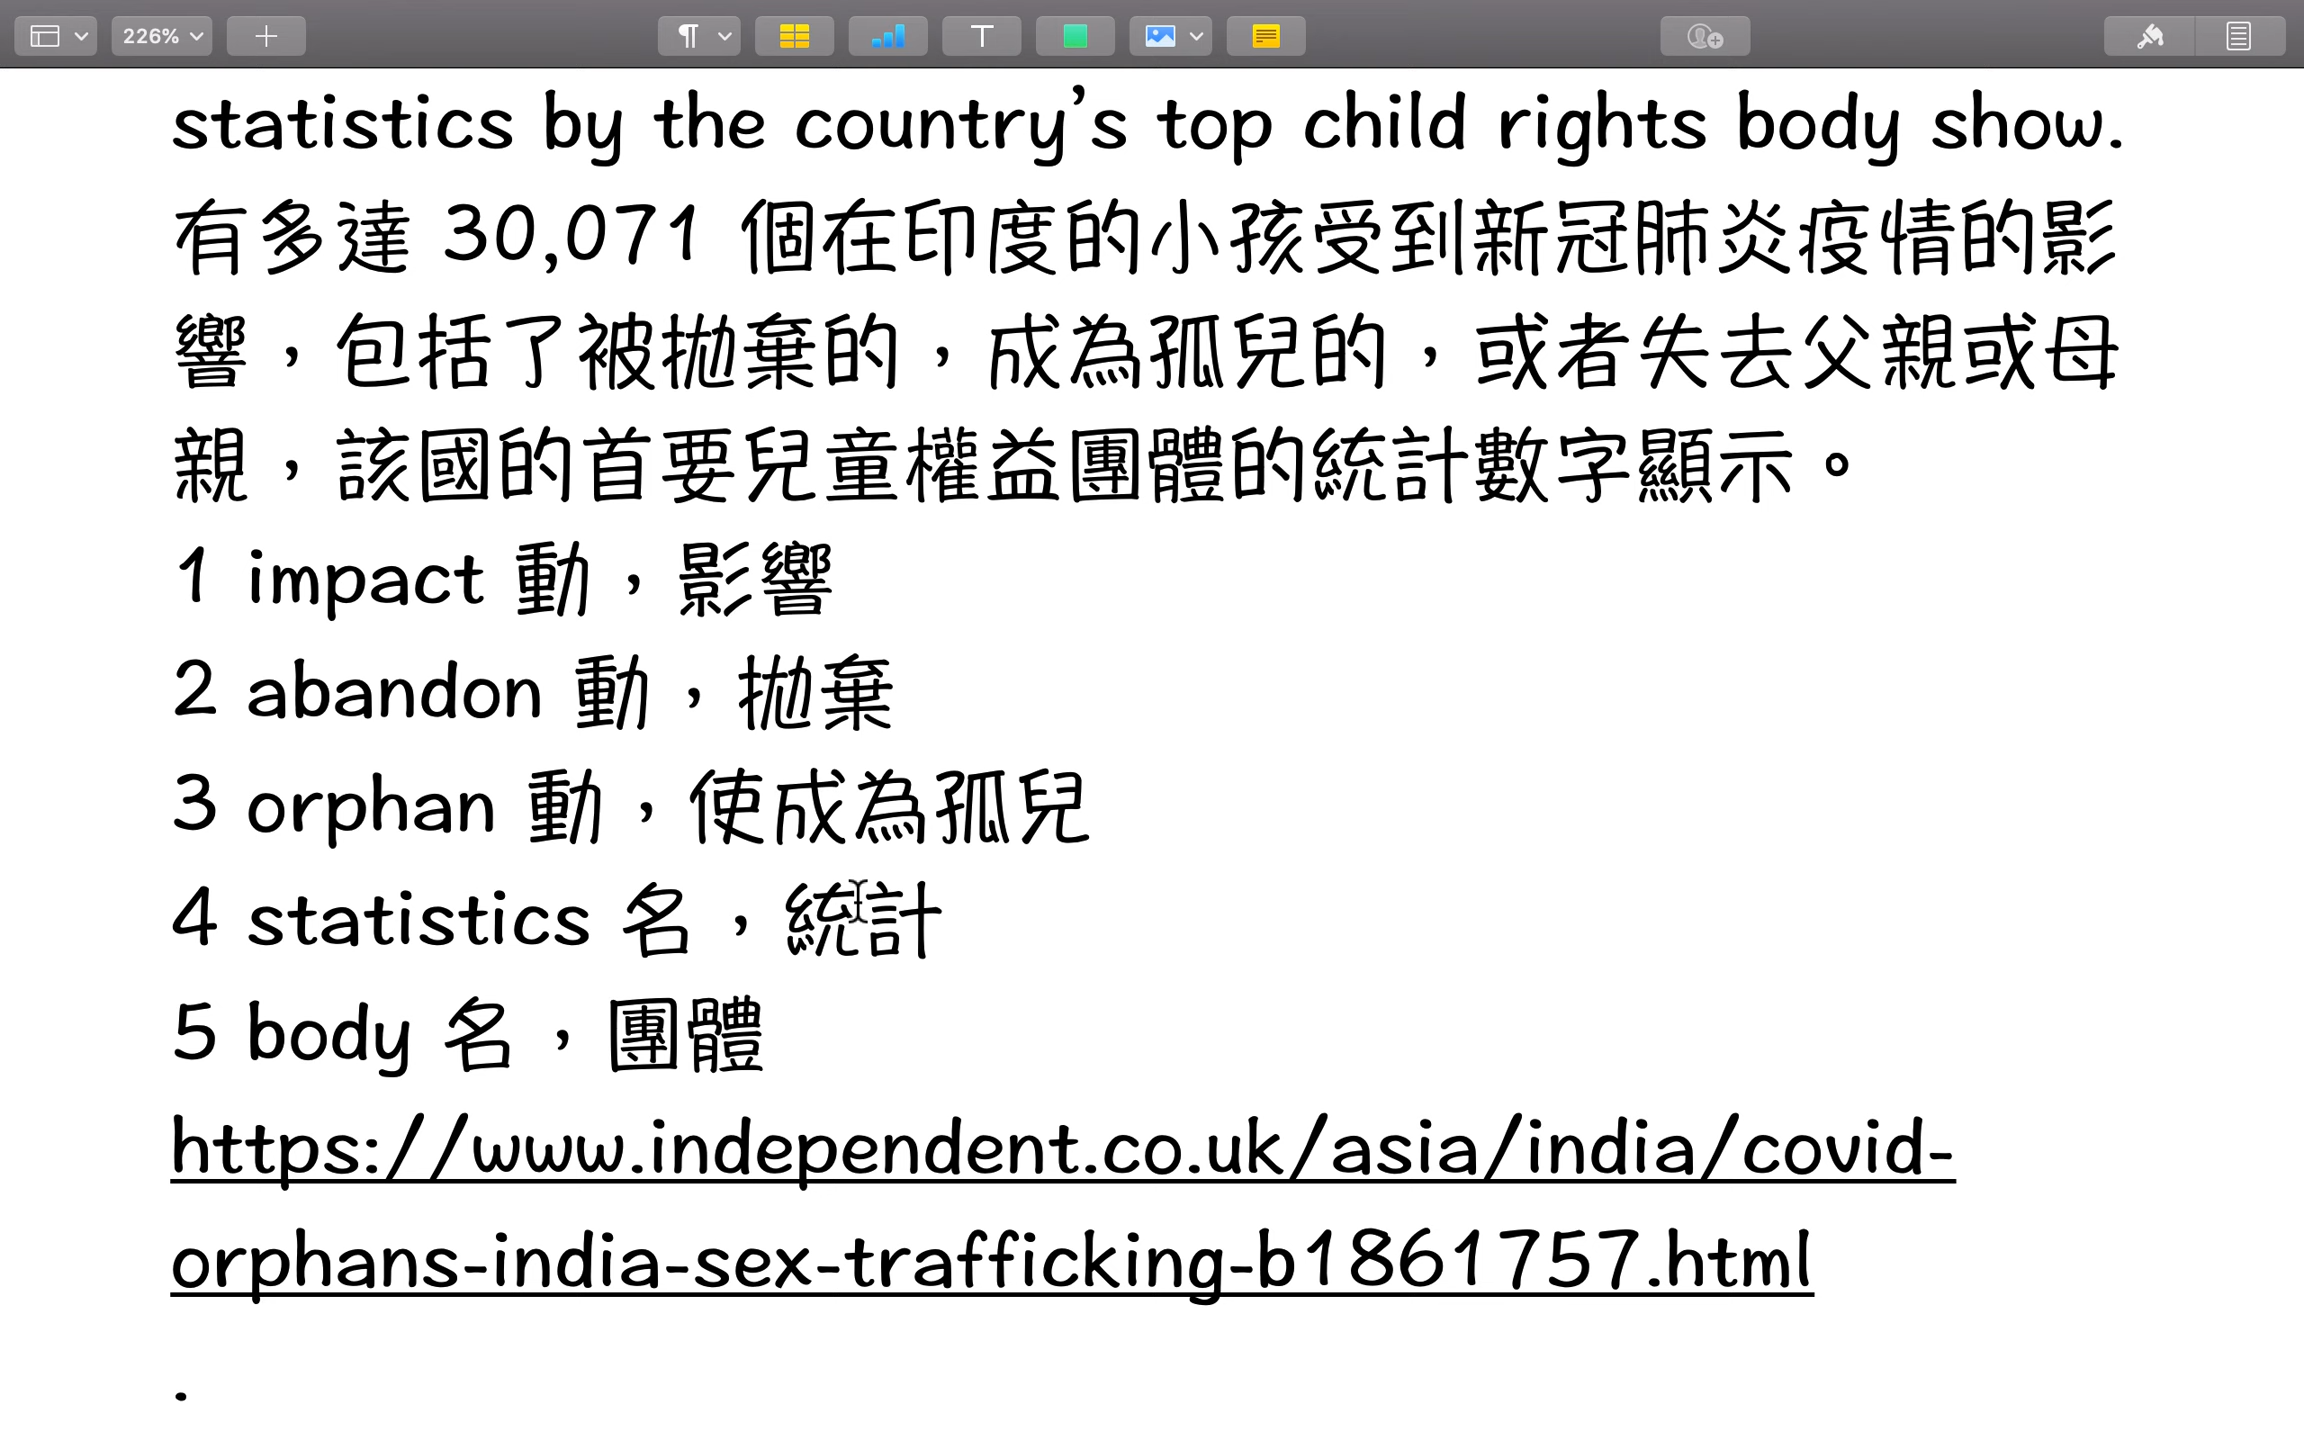 226%
statistics by the country’s top child rights body show.
有多達 30,071 個在印度的小孩受到新冠肺炎疫情的影
響，包括了被拋棄的，成為孤兒的，或者失去父親或母
親，該國的首要兒童權益團體的統計數字顯示。
1 impact 動，影響
2 abandon 動，拋棄
3 orphan 動，使成為孤兒
4 statistics 名，統計
5 body 名，團體
https://www.independent.co.uk/asia/india/covid-
orphans-india-sex-trafficking-b1861757.html
.